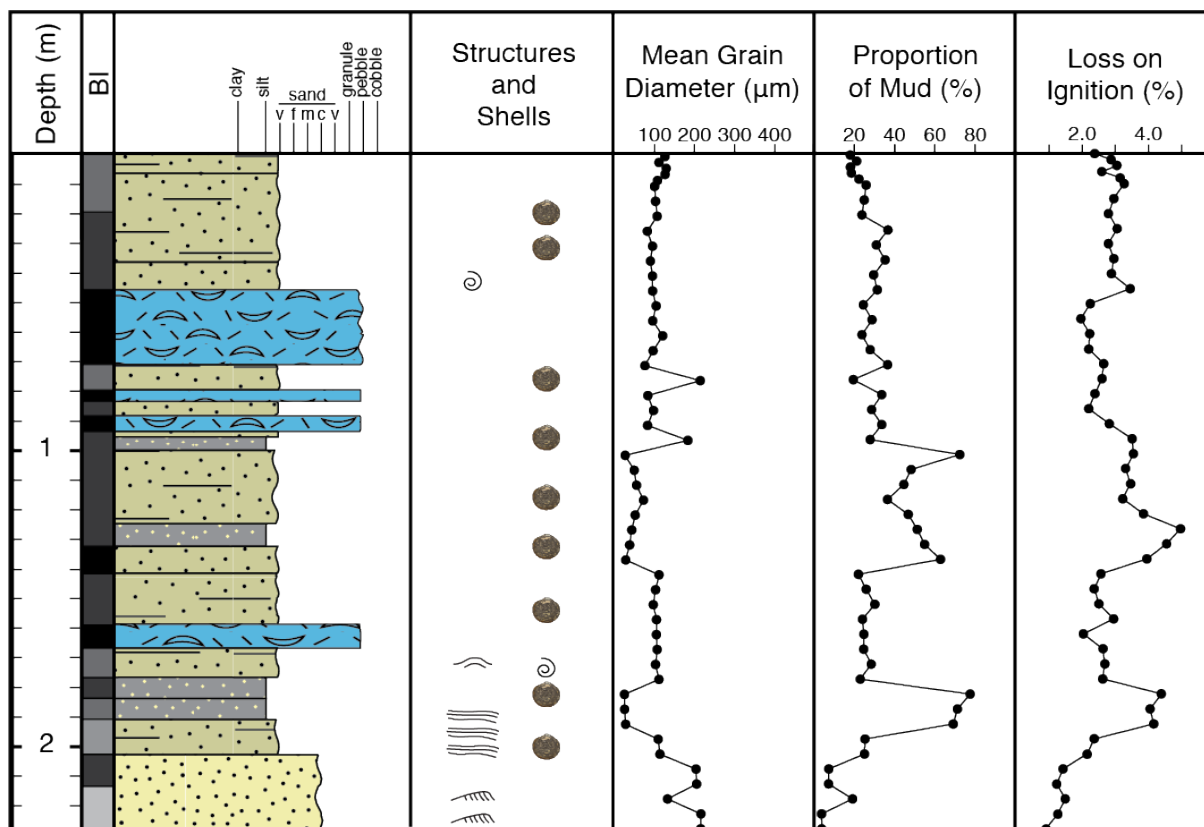 Depth (m)
BI
clay
silt
sand
v f m c v
granule
pebble
cobble
Structures
and
Shells
Mean Grain
Diameter (µm)
100 200 300 400
Proportion
of Mud (%)
20 40 60 80
Loss on
Ignition (%)
2.0 4.0
1
2